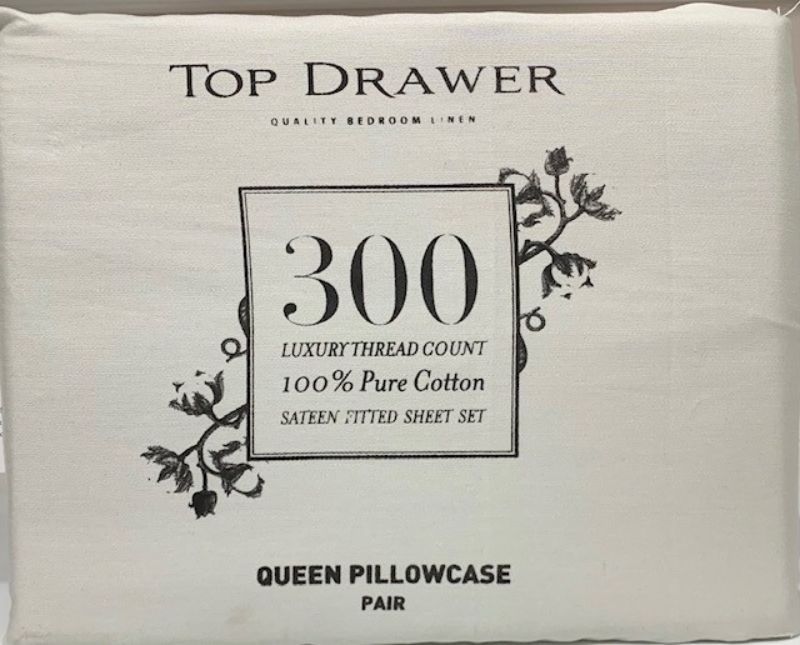 TOP DRAWER
QUALITY BEDROOM LINEN
300
LUXURY THREAD COUNT
100% Pure Cotton
SATEEN FITTED SHEET SET
QUEEN PILLOWCASE
PAIR